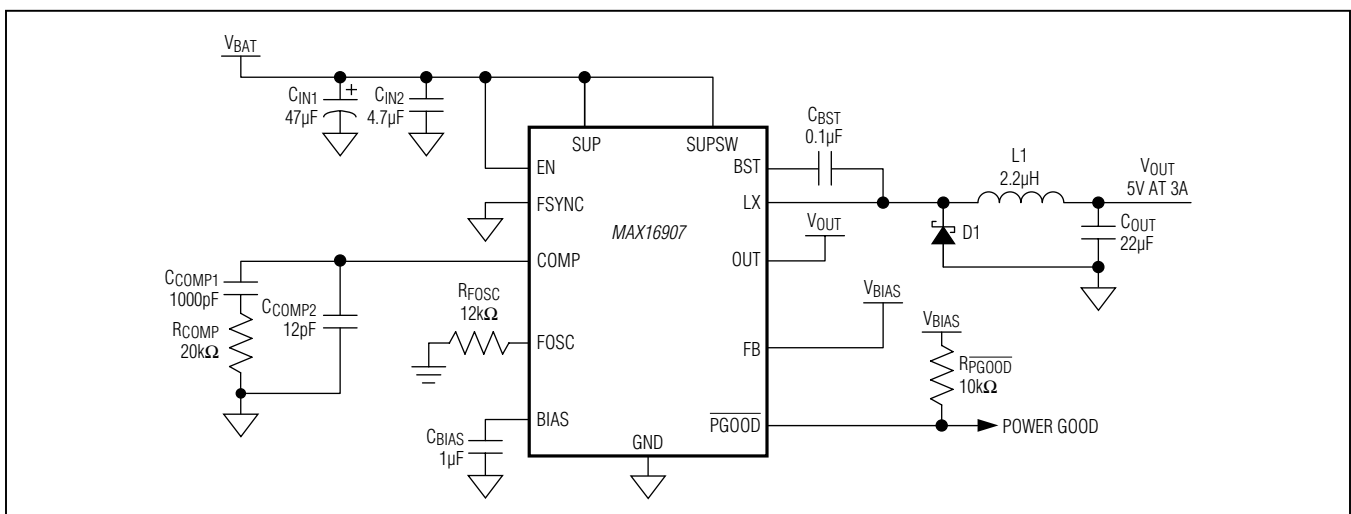 VBAT
CIN1
47µF
+
CIN2
4.7µF
SUP
SUPSW
EN
FSYNC
COMP
FOSC
BIAS
GND
MAX16907
BST
LX
OUT
FB
PGOOD
CBST
0.1µF
L1
2.2µH
VOUT
5V AT 3A
D1
COUT
22µF
VOUT
VBIAS
VBIAS
RPGOOD
10kΩ
POWER GOOD
CCOMP1
1000pF
CCOMP2
12pF
RCOMP
20kΩ
RFOSC
12kΩ
CBIAS
1µF